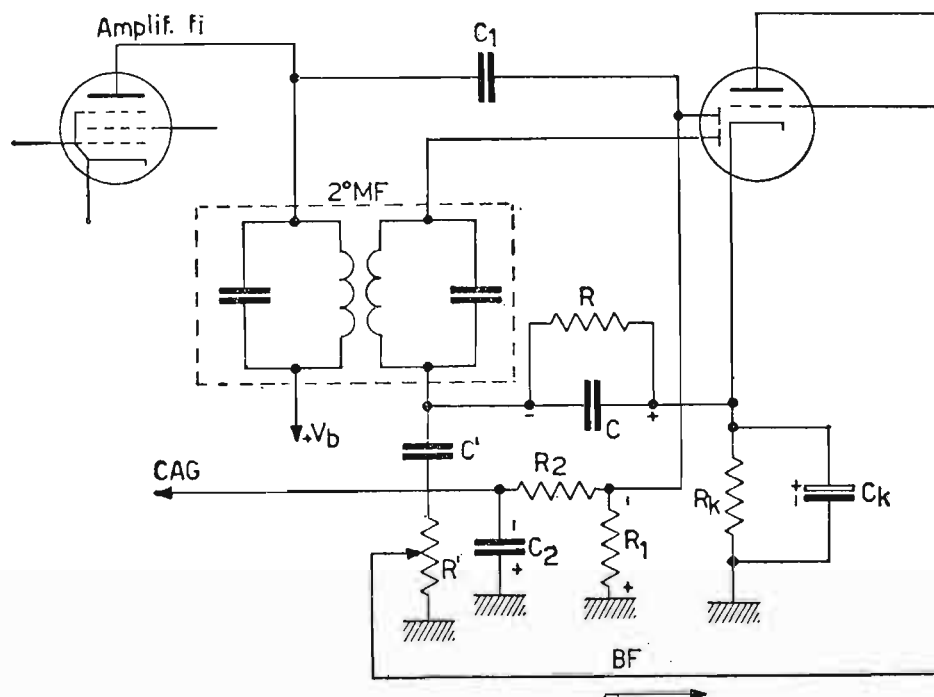 Amplif. fi
C1
2°MF
R
- C +
+Vb
C'
CAG
R2
Rk
+
-
Ck
-
C2
+
R'
-
R1
+
BF